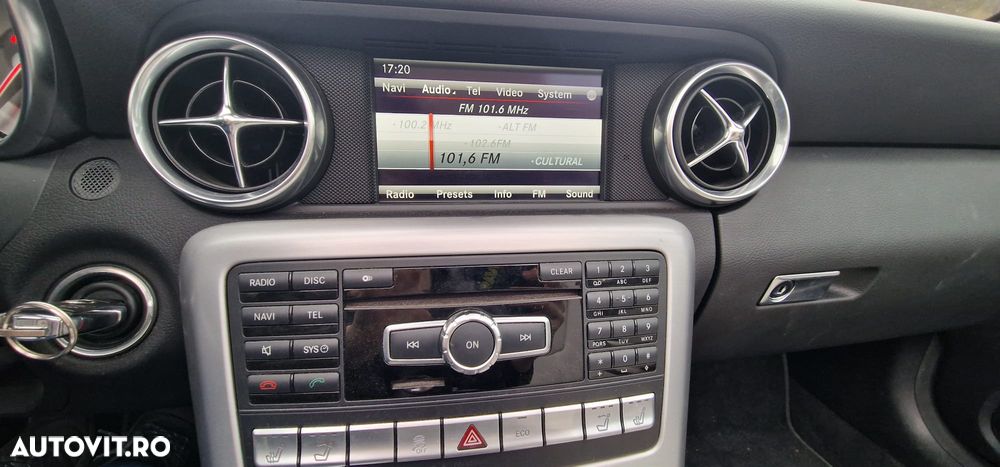 17:20
Navi Audio Tel Video System
FM 101.6 MHz
100.2 MHz ALT FM
102.6FM
101,6 FM CULTURAL
Radio Presets Info FM Sound
RADIO DISC CLEAR 1 2 3
ABC DEF
NAVI TEL 4 5 6
GHI JKL MNO
ON
SYS 7 8 9
PQRS TUV WXYZ
* 0 #
+
ECO
OFF
AUTOVIT.RO